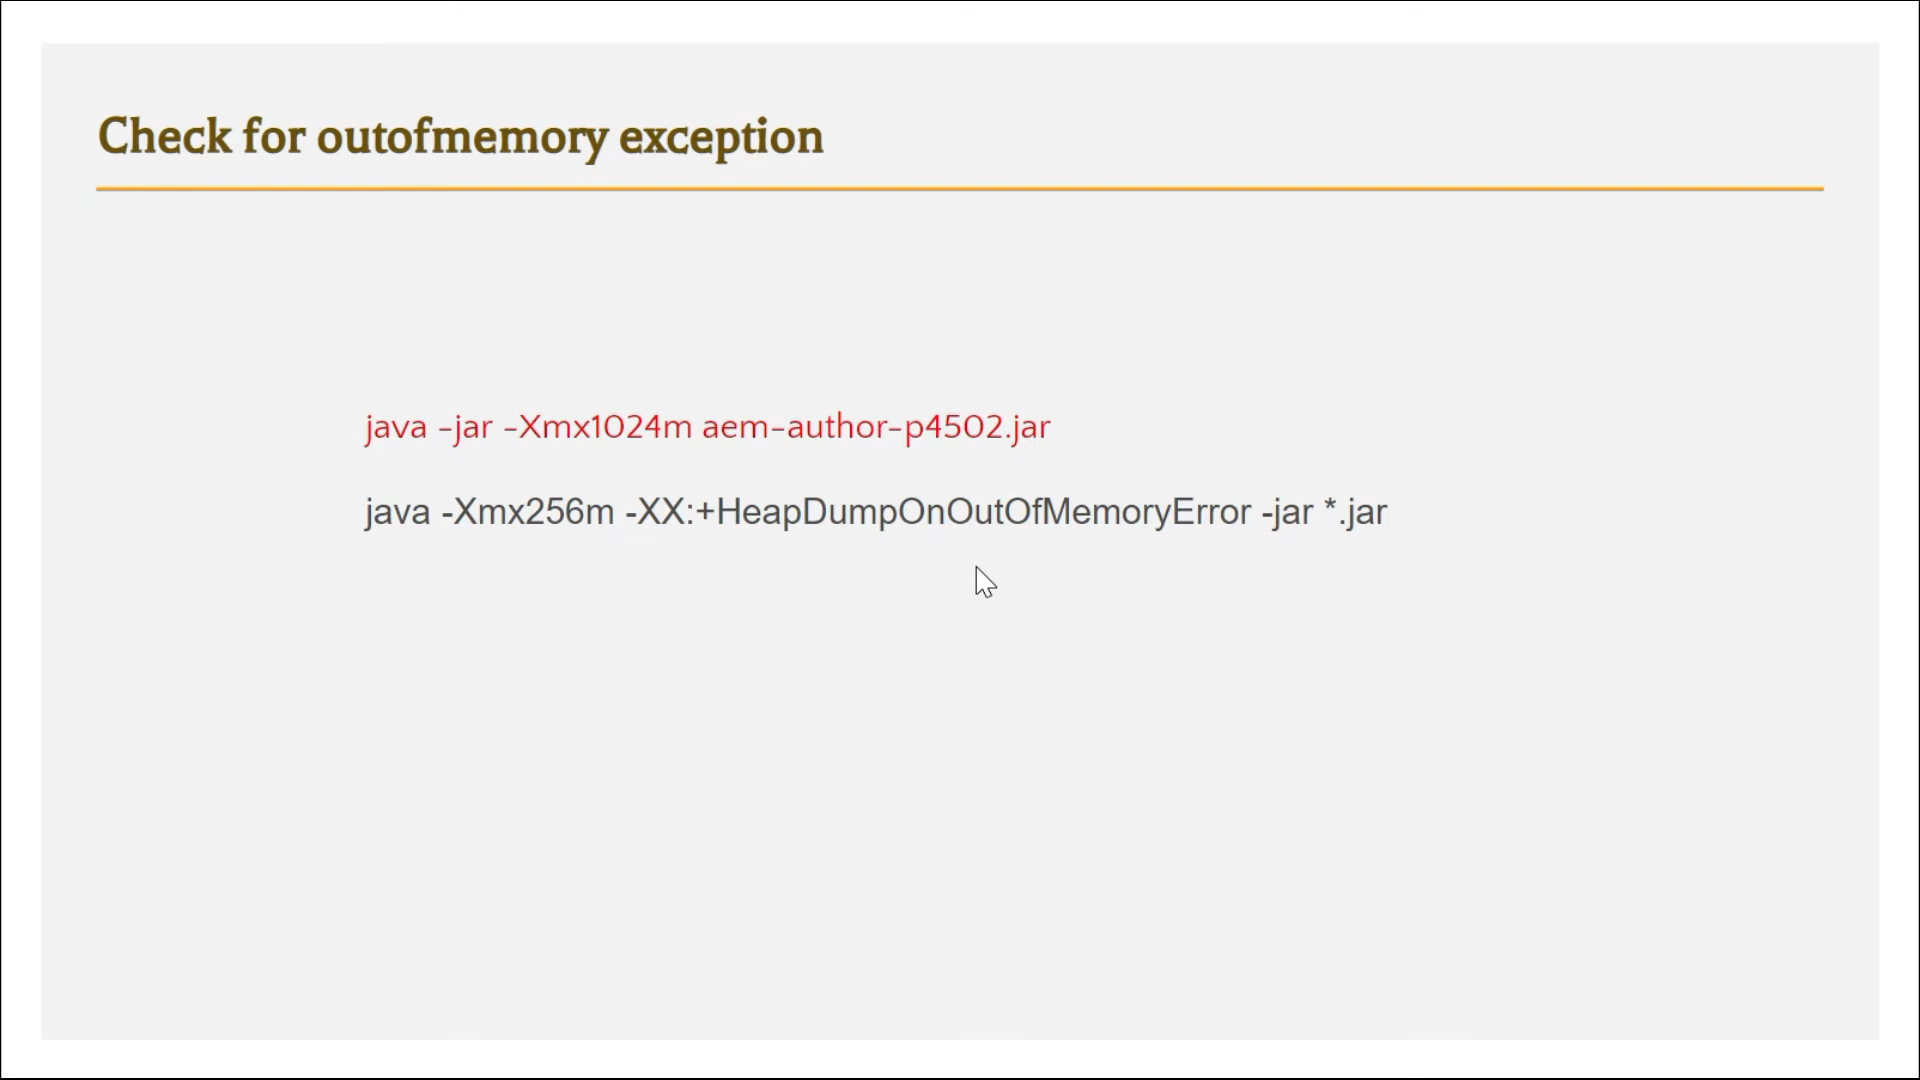 Check for outofmemory exception
java -jar -Xmx1024m aem-author-p4502.jar
java -Xmx256m -XX:+HeapDumpOnOutOfMemoryError -jar *.jar